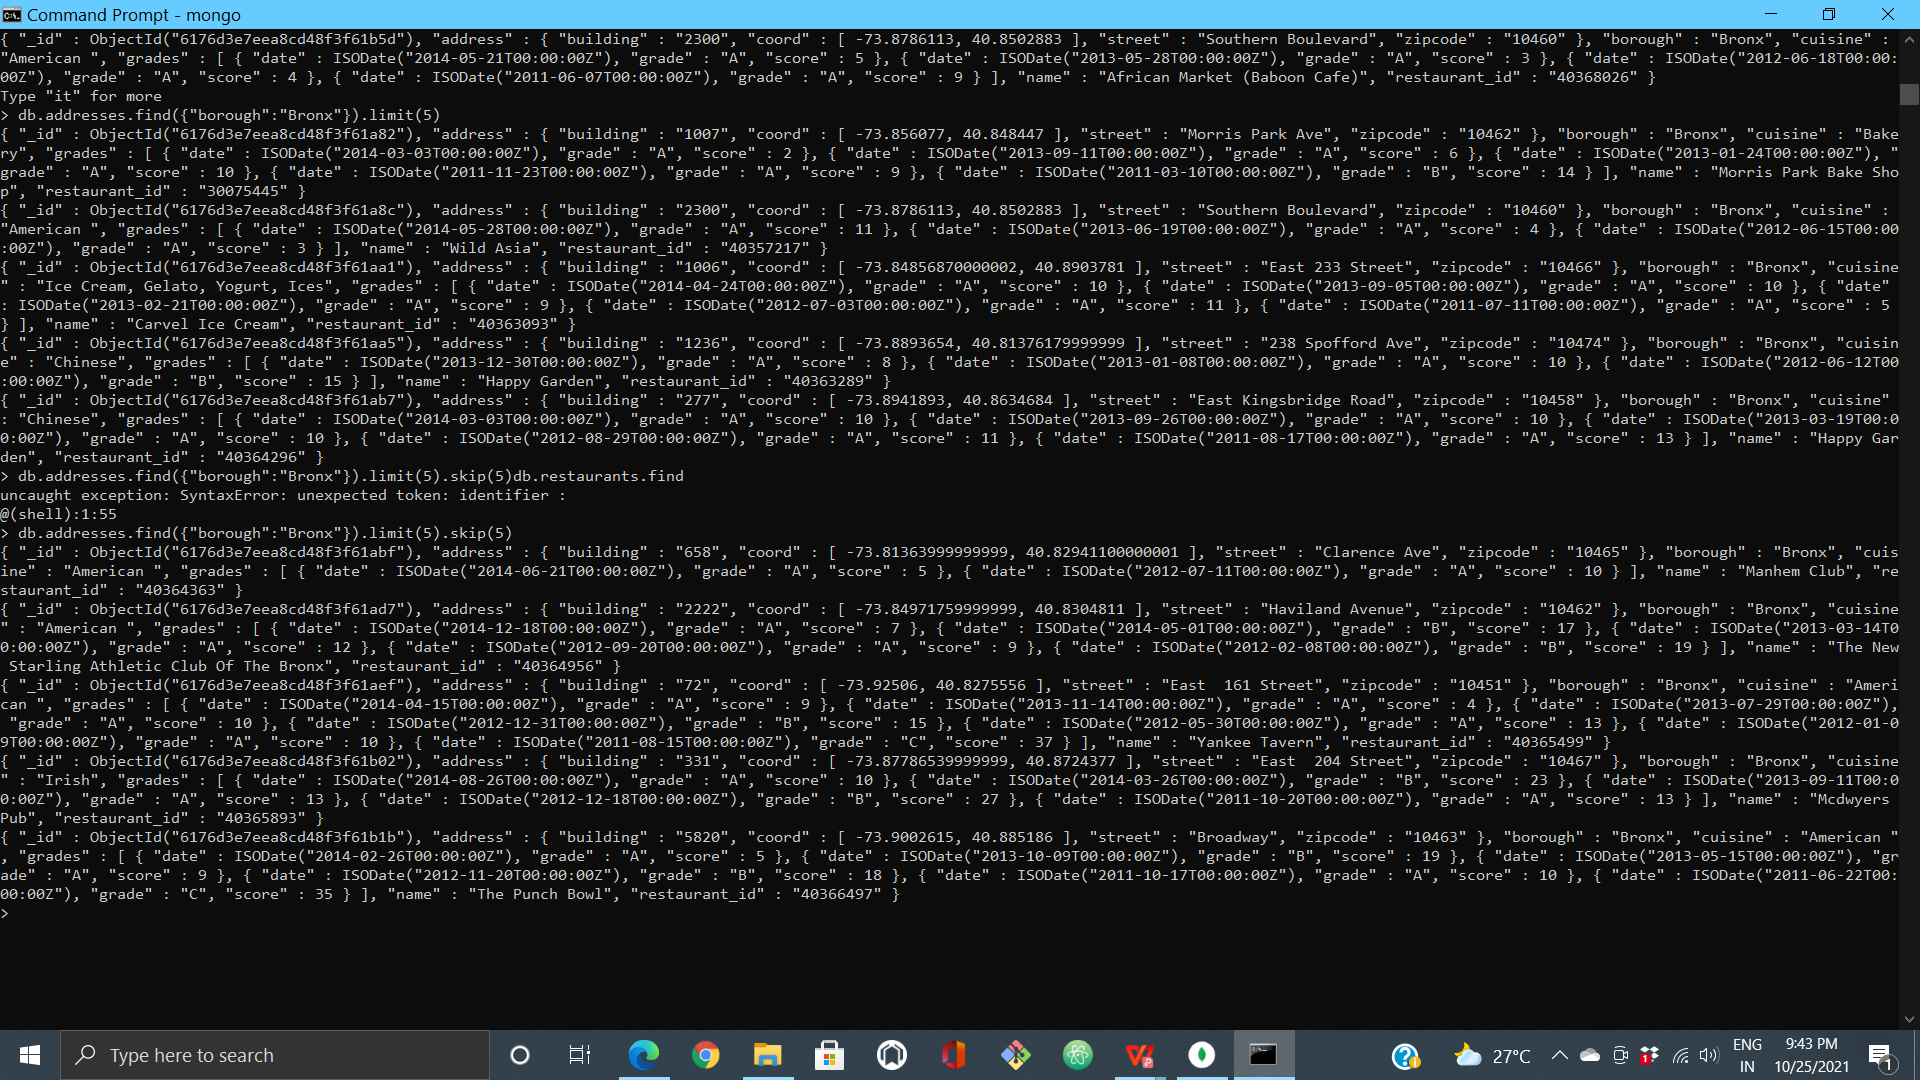 Command Prompt - mongo
{ "_id" : ObjectId("6176d3e7eea8cd48f3f61b5d"), "address" : { "building" : "2300", "coord" : [ -73.8786113, 40.8502883 ], "street" : "Southern Boulevard", "zipcode" : "10460" }, "borough" : "Bronx", "cuisine" :
"American ", "grades" : [ { "date" : ISODate("2014-05-21T00:00:00Z"), "grade" : "A", "score" : 5 }, { "date" : ISODate("2013-05-28T00:00:00Z"), "grade" : "A", "score" : 3 }, { "date" : ISODate("2012-06-18T00:00:
00Z"), "grade" : "A", "score" : 4 }, { "date" : ISODate("2011-06-07T00:00:00Z"), "grade" : "A", "score" : 9 } ], "name" : "African Market (Baboon Cafe)", "restaurant_id" : "40368026" }
Type "it" for more
> db.addresses.find({"borough":"Bronx"}).limit(5)
{ "_id" : ObjectId("6176d3e7eea8cd48f3f61a82"), "address" : { "building" : "1007", "coord" : [ -73.856077, 40.848447 ], "street" : "Morris Park Ave", "zipcode" : "10462" }, "borough" : "Bronx", "cuisine" : "Bake
ry", "grades" : [ { "date" : ISODate("2014-03-03T00:00:00Z"), "grade" : "A", "score" : 2 }, { "date" : ISODate("2013-09-11T00:00:00Z"), "grade" : "A", "score" : 6 }, { "date" : ISODate("2013-01-24T00:00:00Z"), "
grade" : "A", "score" : 10 }, { "date" : ISODate("2011-11-23T00:00:00Z"), "grade" : "A", "score" : 9 }, { "date" : ISODate("2011-03-10T00:00:00Z"), "grade" : "B", "score" : 14 } ], "name" : "Morris Park Bake Sho
p", "restaurant_id" : "30075445" }
{ "_id" : ObjectId("6176d3e7eea8cd48f3f61a8c"), "address" : { "building" : "2300", "coord" : [ -73.8786113, 40.8502883 ], "street" : "Southern Boulevard", "zipcode" : "10460" }, "borough" : "Bronx", "cuisine" :
"American ", "grades" : [ { "date" : ISODate("2014-05-28T00:00:00Z"), "grade" : "A", "score" : 11 }, { "date" : ISODate("2013-06-19T00:00:00Z"), "grade" : "A", "score" : 4 }, { "date" : ISODate("2012-06-15T00:00
:00Z"), "grade" : "A", "score" : 3 } ], "name" : "Wild Asia", "restaurant_id" : "40357217" }
{ "_id" : ObjectId("6176d3e7eea8cd48f3f61aa1"), "address" : { "building" : "1006", "coord" : [ -73.84856870000002, 40.8903781 ], "street" : "East 233 Street", "zipcode" : "10466" }, "borough" : "Bronx", "cuisine
" : "Ice Cream, Gelato, Yogurt, Ices", "grades" : [ { "date" : ISODate("2014-04-24T00:00:00Z"), "grade" : "A", "score" : 10 }, { "date" : ISODate("2013-09-05T00:00:00Z"), "grade" : "A", "score" : 10 }, { "date"
: ISODate("2013-02-21T00:00:00Z"), "grade" : "A", "score" : 9 }, { "date" : ISODate("2012-07-03T00:00:00Z"), "grade" : "A", "score" : 11 }, { "date" : ISODate("2011-07-11T00:00:00Z"), "grade" : "A", "score" : 5
} ], "name" : "Carvel Ice Cream", "restaurant_id" : "40363093" }
{ "_id" : ObjectId("6176d3e7eea8cd48f3f61aa5"), "address" : { "building" : "1236", "coord" : [ -73.8893654, 40.81376179999999 ], "street" : "238 Spofford Ave", "zipcode" : "10474" }, "borough" : "Bronx", "cuisin
e" : "Chinese", "grades" : [ { "date" : ISODate("2013-12-30T00:00:00Z"), "grade" : "A", "score" : 8 }, { "date" : ISODate("2013-01-08T00:00:00Z"), "grade" : "A", "score" : 10 }, { "date" : ISODate("2012-06-12T00
:00:00Z"), "grade" : "B", "score" : 15 } ], "name" : "Happy Garden", "restaurant_id" : "40363289" }
{ "_id" : ObjectId("6176d3e7eea8cd48f3f61ab7"), "address" : { "building" : "277", "coord" : [ -73.8941893, 40.8634684 ], "street" : "East Kingsbridge Road", "zipcode" : "10458" }, "borough" : "Bronx", "cuisine"
: "Chinese", "grades" : [ { "date" : ISODate("2014-03-03T00:00:00Z"), "grade" : "A", "score" : 10 }, { "date" : ISODate("2013-09-26T00:00:00Z"), "grade" : "A", "score" : 10 }, { "date" : ISODate("2013-03-19T00:0
0:00Z"), "grade" : "A", "score" : 10 }, { "date" : ISODate("2012-08-29T00:00:00Z"), "grade" : "A", "score" : 11 }, { "date" : ISODate("2011-08-17T00:00:00Z"), "grade" : "A", "score" : 13 } ], "name" : "Happy Gar
den", "restaurant_id" : "40364296" }
> db.addresses.find({"borough":"Bronx"}).limit(5).skip(5)db.restaurants.find
uncaught exception: SyntaxError: unexpected token: identifier :
@(shell):1:55
> db.addresses.find({"borough":"Bronx"}).limit(5).skip(5)
{ "_id" : ObjectId("6176d3e7eea8cd48f3f61abf"), "address" : { "building" : "658", "coord" : [ -73.81363999999999, 40.82941100000001 ], "street" : "Clarence Ave", "zipcode" : "10465" }, "borough" : "Bronx", "cuis
ine" : "American ", "grades" : [ { "date" : ISODate("2014-06-21T00:00:00Z"), "grade" : "A", "score" : 5 }, { "date" : ISODate("2012-07-11T00:00:00Z"), "grade" : "A", "score" : 10 } ], "name" : "Manhem Club", "re
staurant_id" : "40364363" }
{ "_id" : ObjectId("6176d3e7eea8cd48f3f61ad7"), "address" : { "building" : "2222", "coord" : [ -73.84971759999999, 40.8304811 ], "street" : "Haviland Avenue", "zipcode" : "10462" }, "borough" : "Bronx", "cuisine
" : "American ", "grades" : [ { "date" : ISODate("2014-12-18T00:00:00Z"), "grade" : "A", "score" : 7 }, { "date" : ISODate("2014-05-01T00:00:00Z"), "grade" : "B", "score" : 17 }, { "date" : ISODate("2013-03-14T0
0:00:00Z"), "grade" : "A", "score" : 12 }, { "date" : ISODate("2012-09-20T00:00:00Z"), "grade" : "A", "score" : 9 }, { "date" : ISODate("2012-02-08T00:00:00Z"), "grade" : "B", "score" : 19 } ], "name" : "The New
 Starling Athletic Club Of The Bronx", "restaurant_id" : "40364956" }
{ "_id" : ObjectId("6176d3e7eea8cd48f3f61aef"), "address" : { "building" : "72", "coord" : [ -73.92506, 40.8275556 ], "street" : "East  161 Street", "zipcode" : "10451" }, "borough" : "Bronx", "cuisine" : "Ameri
can ", "grades" : [ { "date" : ISODate("2014-04-15T00:00:00Z"), "grade" : "A", "score" : 9 }, { "date" : ISODate("2013-11-14T00:00:00Z"), "grade" : "A", "score" : 4 }, { "date" : ISODate("2013-07-29T00:00:00Z"),
 "grade" : "A", "score" : 10 }, { "date" : ISODate("2012-12-31T00:00:00Z"), "grade" : "B", "score" : 15 }, { "date" : ISODate("2012-05-30T00:00:00Z"), "grade" : "A", "score" : 13 }, { "date" : ISODate("2012-01-0
9T00:00:00Z"), "grade" : "A", "score" : 10 }, { "date" : ISODate("2011-08-15T00:00:00Z"), "grade" : "C", "score" : 37 } ], "name" : "Yankee Tavern", "restaurant_id" : "40365499" }
{ "_id" : ObjectId("6176d3e7eea8cd48f3f61b02"), "address" : { "building" : "331", "coord" : [ -73.87786539999999, 40.8724377 ], "street" : "East  204 Street", "zipcode" : "10467" }, "borough" : "Bronx", "cuisine
" : "Irish", "grades" : [ { "date" : ISODate("2014-08-26T00:00:00Z"), "grade" : "A", "score" : 10 }, { "date" : ISODate("2014-03-26T00:00:00Z"), "grade" : "B", "score" : 23 }, { "date" : ISODate("2013-09-11T00:0
0:00Z"), "grade" : "A", "score" : 13 }, { "date" : ISODate("2012-12-18T00:00:00Z"), "grade" : "B", "score" : 27 }, { "date" : ISODate("2011-10-20T00:00:00Z"), "grade" : "A", "score" : 13 } ], "name" : "Mcdwyers
Pub", "restaurant_id" : "40365893" }
{ "_id" : ObjectId("6176d3e7eea8cd48f3f61b1b"), "address" : { "building" : "5820", "coord" : [ -73.9002615, 40.885186 ], "street" : "Broadway", "zipcode" : "10463" }, "borough" : "Bronx", "cuisine" : "American "
, "grades" : [ { "date" : ISODate("2014-02-26T00:00:00Z"), "grade" : "A", "score" : 5 }, { "date" : ISODate("2013-10-09T00:00:00Z"), "grade" : "B", "score" : 19 }, { "date" : ISODate("2013-05-15T00:00:00Z"), "gr
ade" : "A", "score" : 9 }, { "date" : ISODate("2012-11-20T00:00:00Z"), "grade" : "B", "score" : 18 }, { "date" : ISODate("2011-10-17T00:00:00Z"), "grade" : "A", "score" : 10 }, { "date" : ISODate("2011-06-22T00:
00:00Z"), "grade" : "C", "score" : 35 } ], "name" : "The Punch Bowl", "restaurant_id" : "40366497" }
>
Type here to search
27°C
ENG
IN
9:43 PM
10/25/2021
1